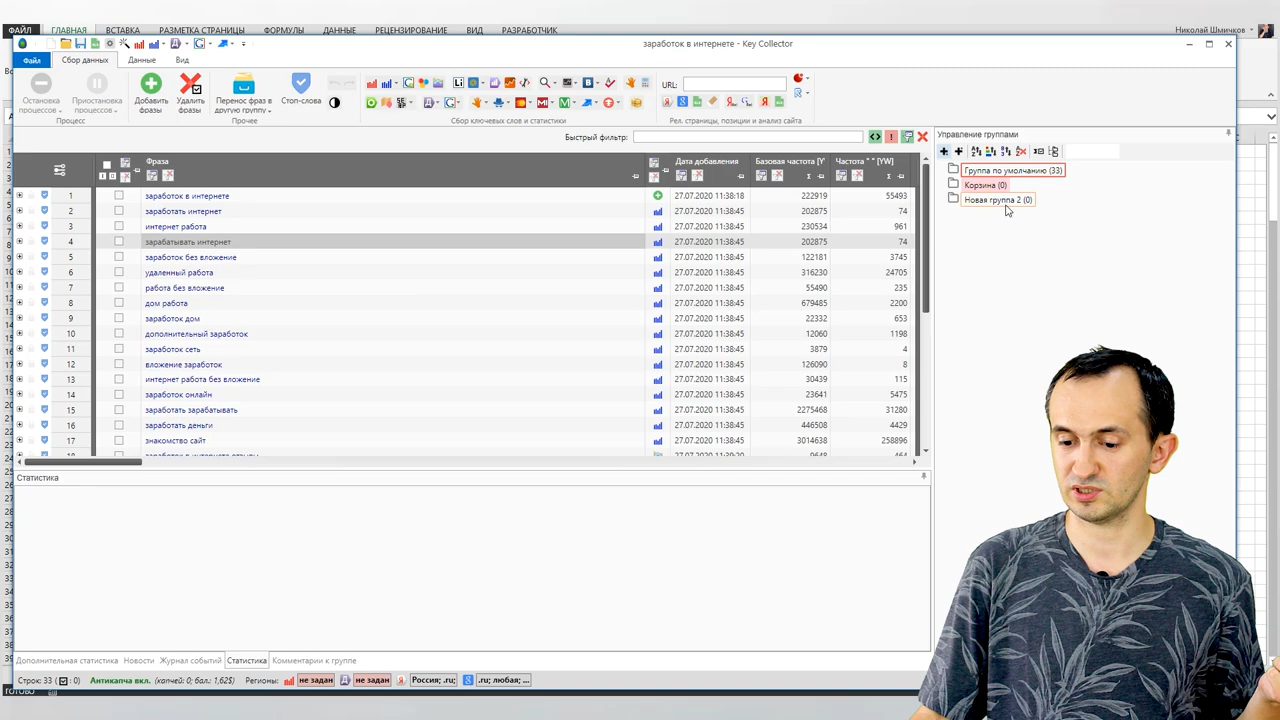 ФАЙЛ ГЛАВНАЯ ВСТАВКА РАЗМЕТКА СТРАНИЦЫ ФОРМУЛЫ ДАННЫЕ РЕЦЕНЗИРОВАНИЕ ВИД РАЗРАБОТЧИК Николай Шмичков
заработок в интернете - Key Collector
Файл Сбор данных Данные Вид
Остановка процессов Приостановка процессов Добавить фразы Удалить фразы Перенос фраз в другую группу Стоп-слова URL:
Процесс Прочее Сбор ключевых слов и статистики Рел. страницы, позиции и анализ сайта
Быстрый фильтр: Управление группами
Фраза Дата добавления Базовая частота [Y Частота " " [YW]
Группа по умолчанию (33)
Корзина (0)
Новая группа 2 (0)
1 заработок в интернете 27.07.2020 11:38:18 222919 55493
2 заработать интернет 27.07.2020 11:38:45 202875 74
3 интернет работа 27.07.2020 11:38:45 230534 961
4 зарабатывать интернет 27.07.2020 11:38:45 202875 74
5 заработок без вложение 27.07.2020 11:38:45 122181 3745
6 удаленный работа 27.07.2020 11:38:45 316230 24705
7 работа без вложение 27.07.2020 11:38:45 55490 235
8 дом работа 27.07.2020 11:38:45 679485 2200
9 заработок дом 27.07.2020 11:38:45 22332 653
10 дополнительный заработок 27.07.2020 11:38:45 12060 1198
11 заработок сеть 27.07.2020 11:38:45 3879 4
12 вложение заработок 27.07.2020 11:38:45 126090 8
13 интернет работа без вложение 27.07.2020 11:38:45 30439 115
14 заработок онлайн 27.07.2020 11:38:45 23641 5475
15 заработать зарабатывать 27.07.2020 11:38:45 2275468 31280
16 заработать деньги 27.07.2020 11:38:45 446508 4429
17 знакомство сайт 27.07.2020 11:38:45 3014638 258896
Статистика
Дополнительная статистика Новости Журнал событий Статистика Комментарии к группе
Строк: 33 ( : 0) Антикапча вкл. (капчей: 0; бал.: 1,62$) Регионы: не задан не задан Россия; .ru; .ru; любая; ...
ГОТОВО